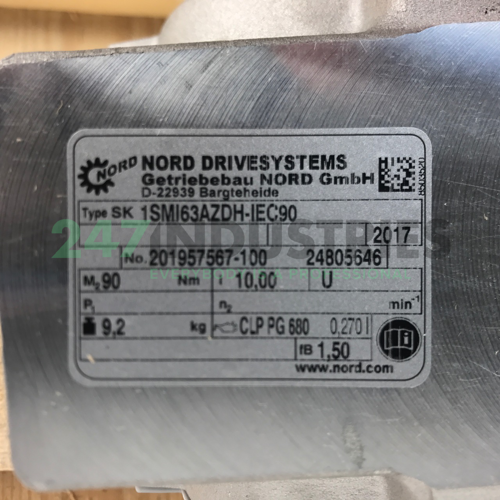 NORD
NORD DRIVESYSTEMS
Getriebebau NORD GmbH
D-22939 Bargteheide
Type SK 1SMI63AZDH-IEC90
2017
No. 201957567-100 24805646
M₂ 90 Nm i 10,00 U
P₁ n₂ min⁻¹
9,2 kg CLP PG 680 0,270 l
fB 1,50
www.nord.com
247INDUSTRIES